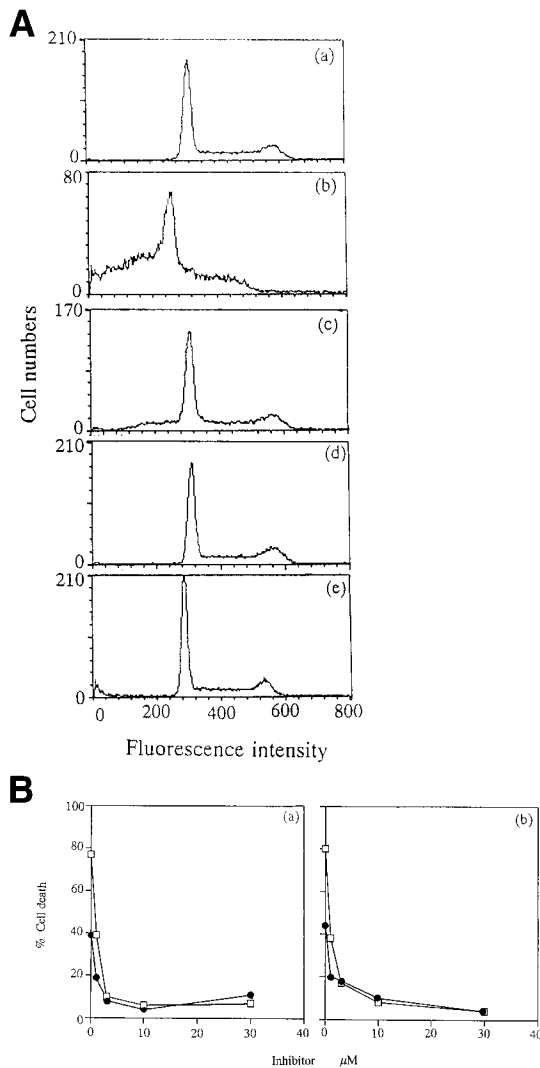 A
210
(a)
0
80
(b)
0
170
(c)
0
210
(d)
0
210
(e)
0
Cell numbers
0 200 400 600 800
Fluorescence intensity
B
100
80
60
40
20
0
% Cell death
(a)
(b)
0 10 20 30 40
0 10 20 30 40
Inhibitor μM